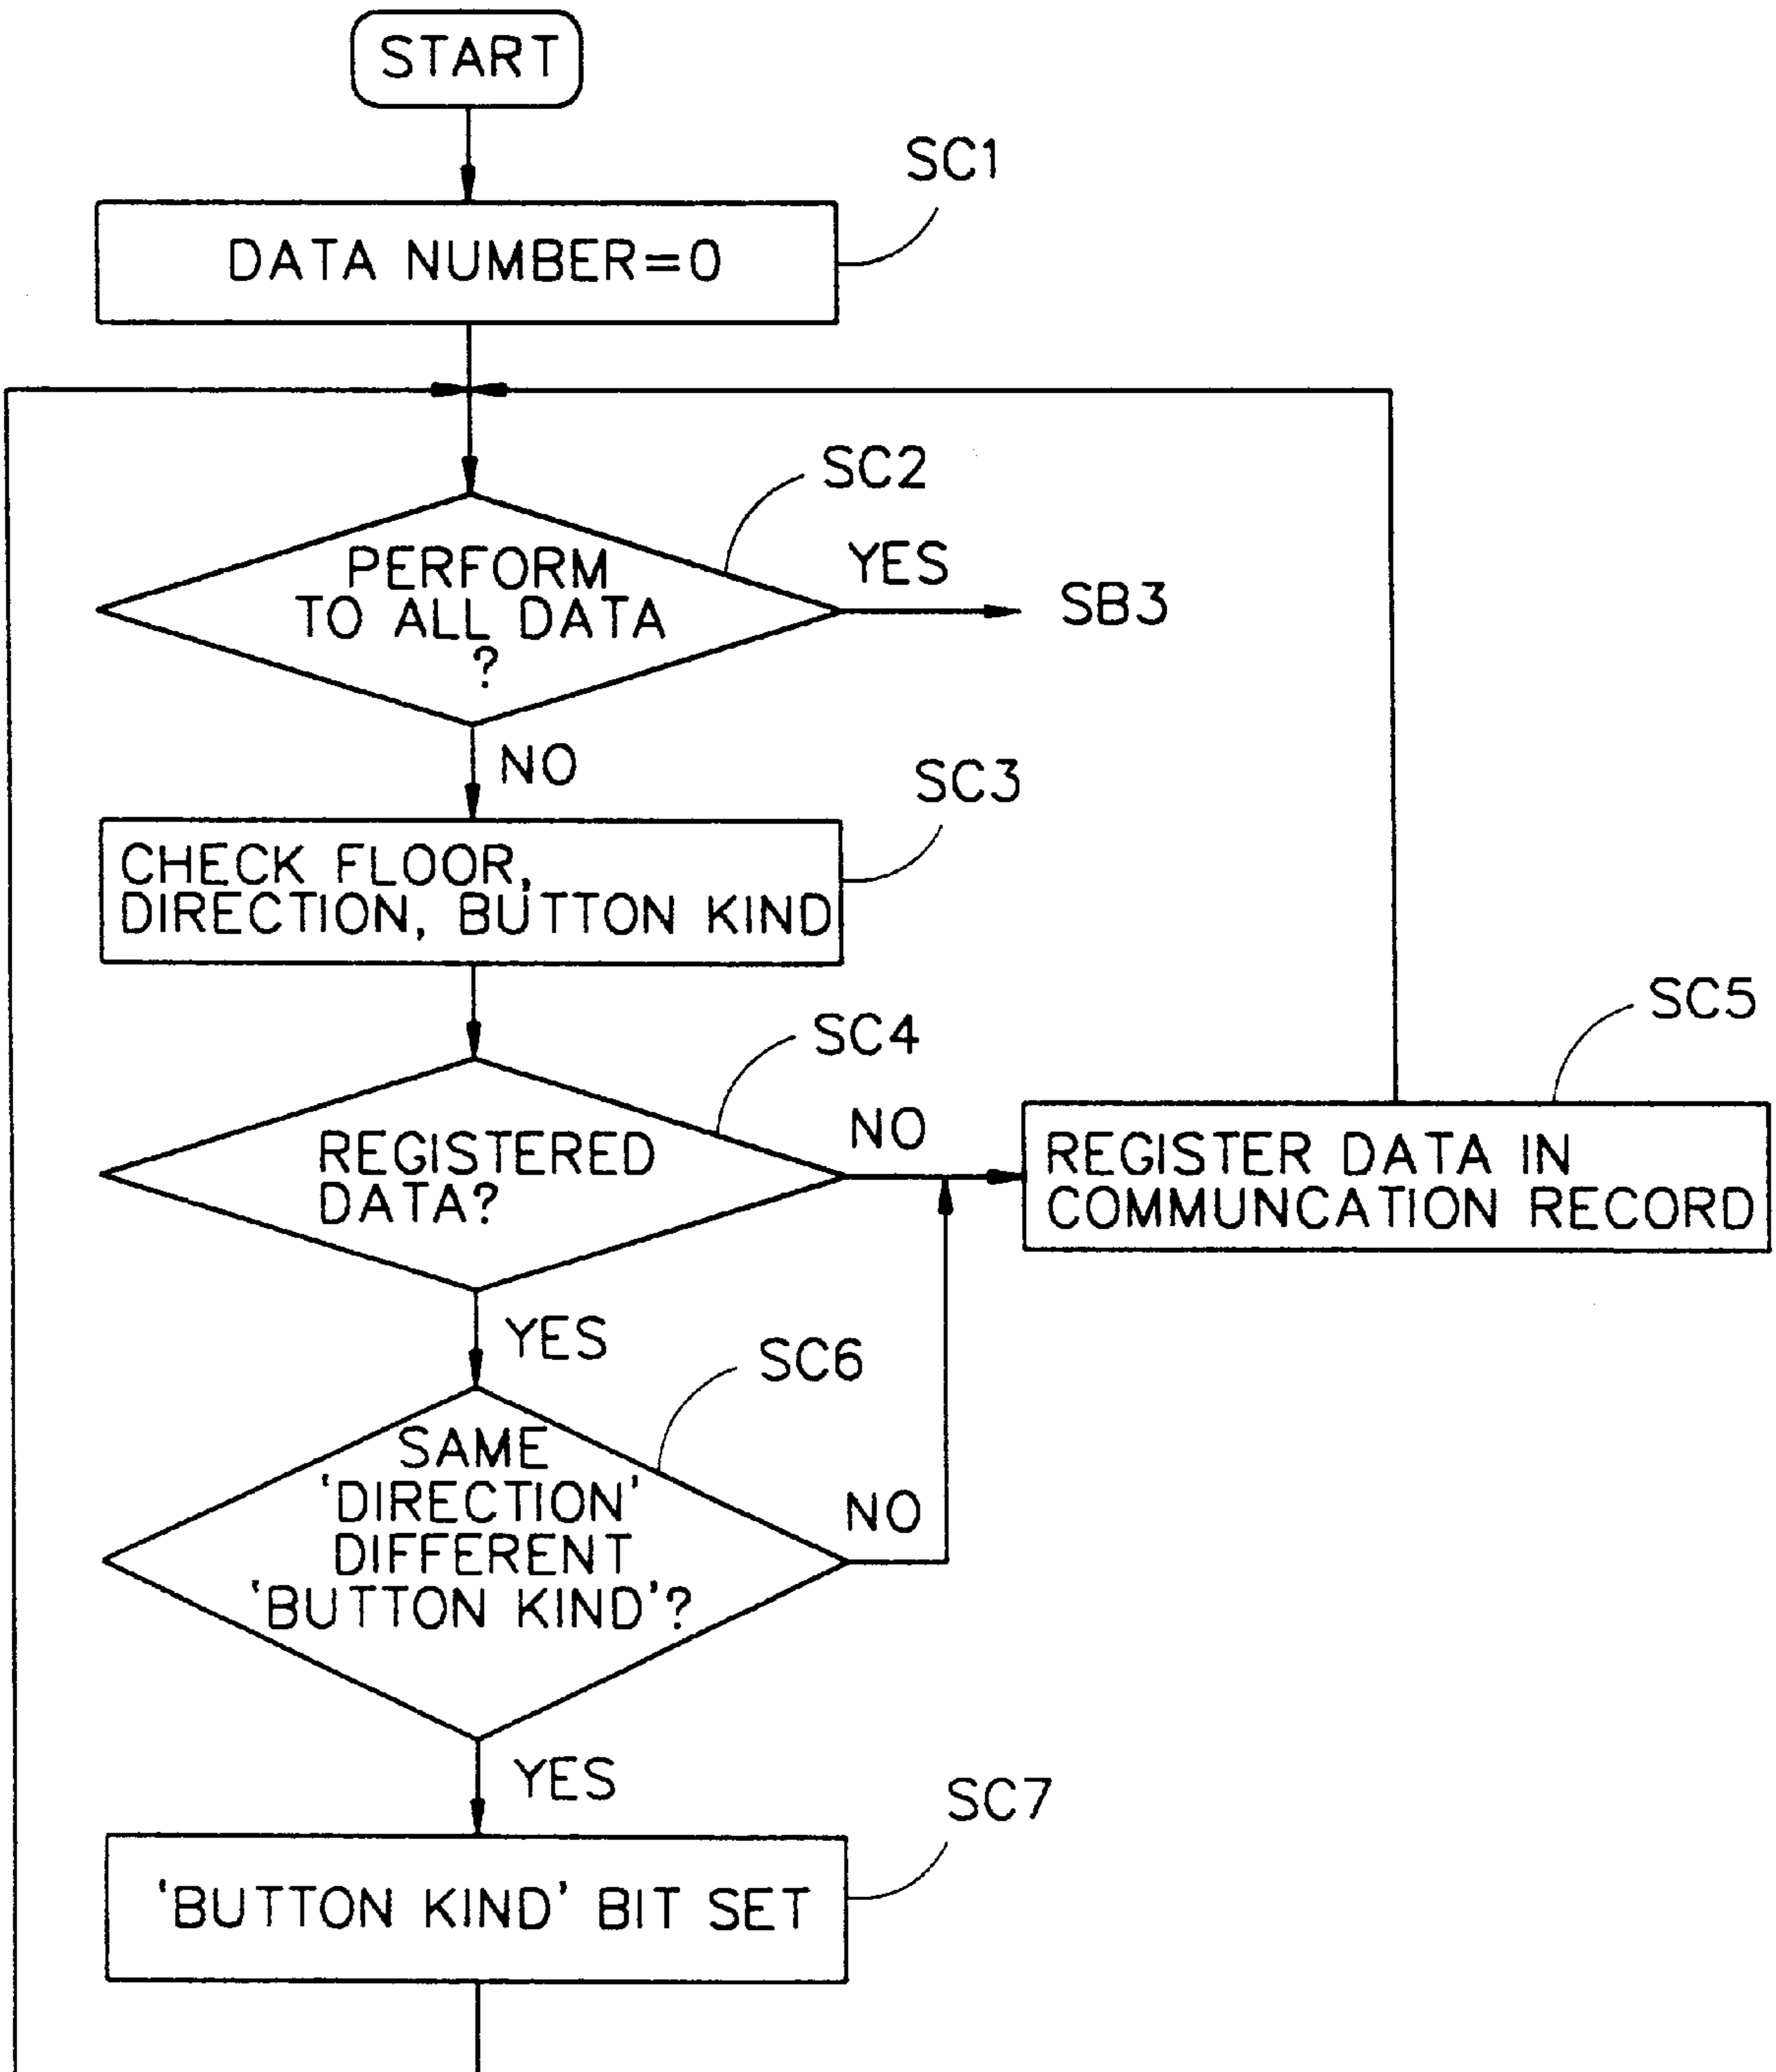 START
SC1
DATA NUMBER=0
SC2
PERFORM
TO ALL DATA
?
YES
SB3
NO
SC3
CHECK FLOOR,
DIRECTION, BUTTON KIND
SC4
REGISTERED
DATA?
NO
SC5
REGISTER DATA IN
COMMUNCATION RECORD
YES
SC6
SAME
'DIRECTION'
DIFFERENT
'BUTTON KIND'?
NO
YES
SC7
'BUTTON KIND' BIT SET